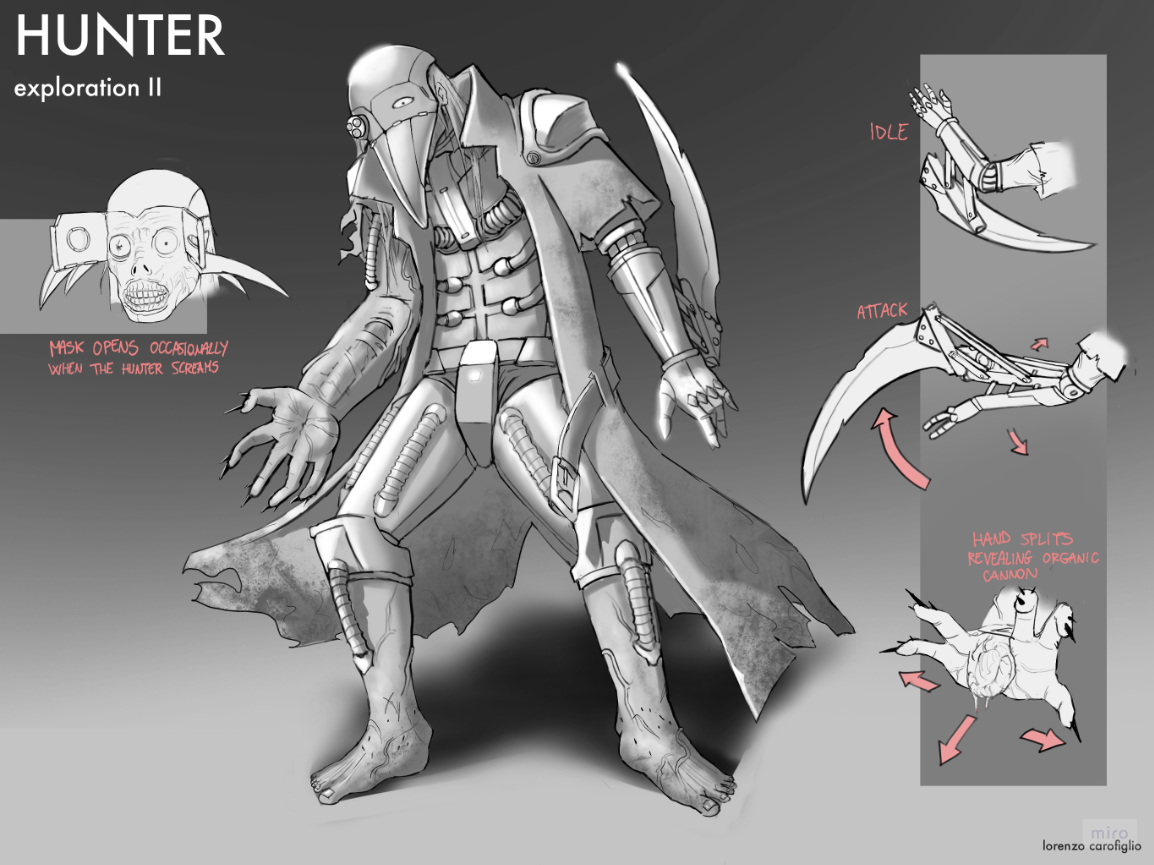 HUNTER
exploration II
MASK OPENS OCCASIONALLY
WHEN THE HUNTER SCREAMS
IDLE
ATTACK
HAND SPLITS
REVEALING ORGANIC
CANNON
miro
lorenzo carofiglio